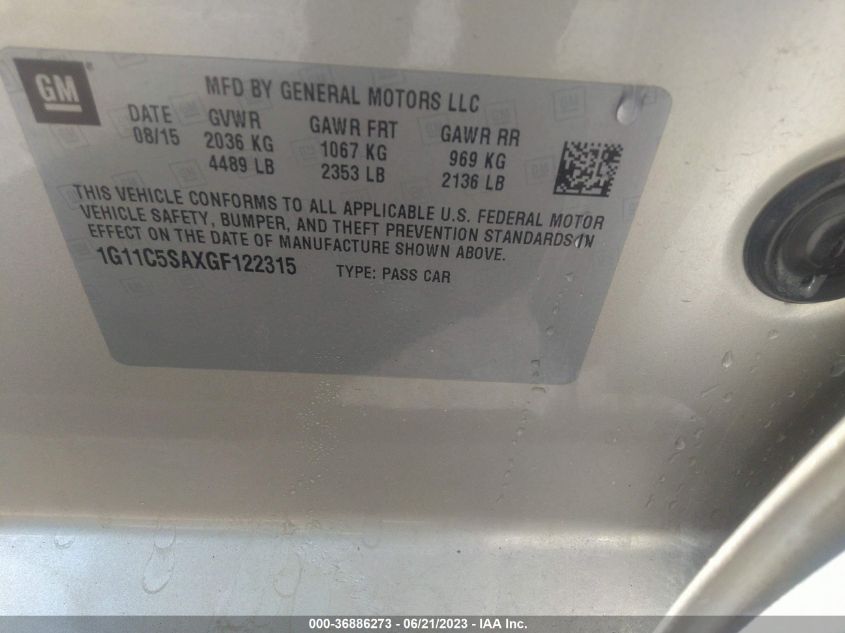 GM
MFD BY GENERAL MOTORS LLC
DATE GVWR GAWR FRT GAWR RR
08/15 2036 KG 1067 KG 969 KG
4489 LB 2353 LB 2136 LB
THIS VEHICLE CONFORMS TO ALL APPLICABLE U.S. FEDERAL MOTOR
VEHICLE SAFETY, BUMPER, AND THEFT PREVENTION STANDARDS IN
EFFECT ON THE DATE OF MANUFACTURE SHOWN ABOVE.
1G11C5SAXGF122315 TYPE: PASS CAR
000-36886273 - 06/21/2023 - IAA Inc.